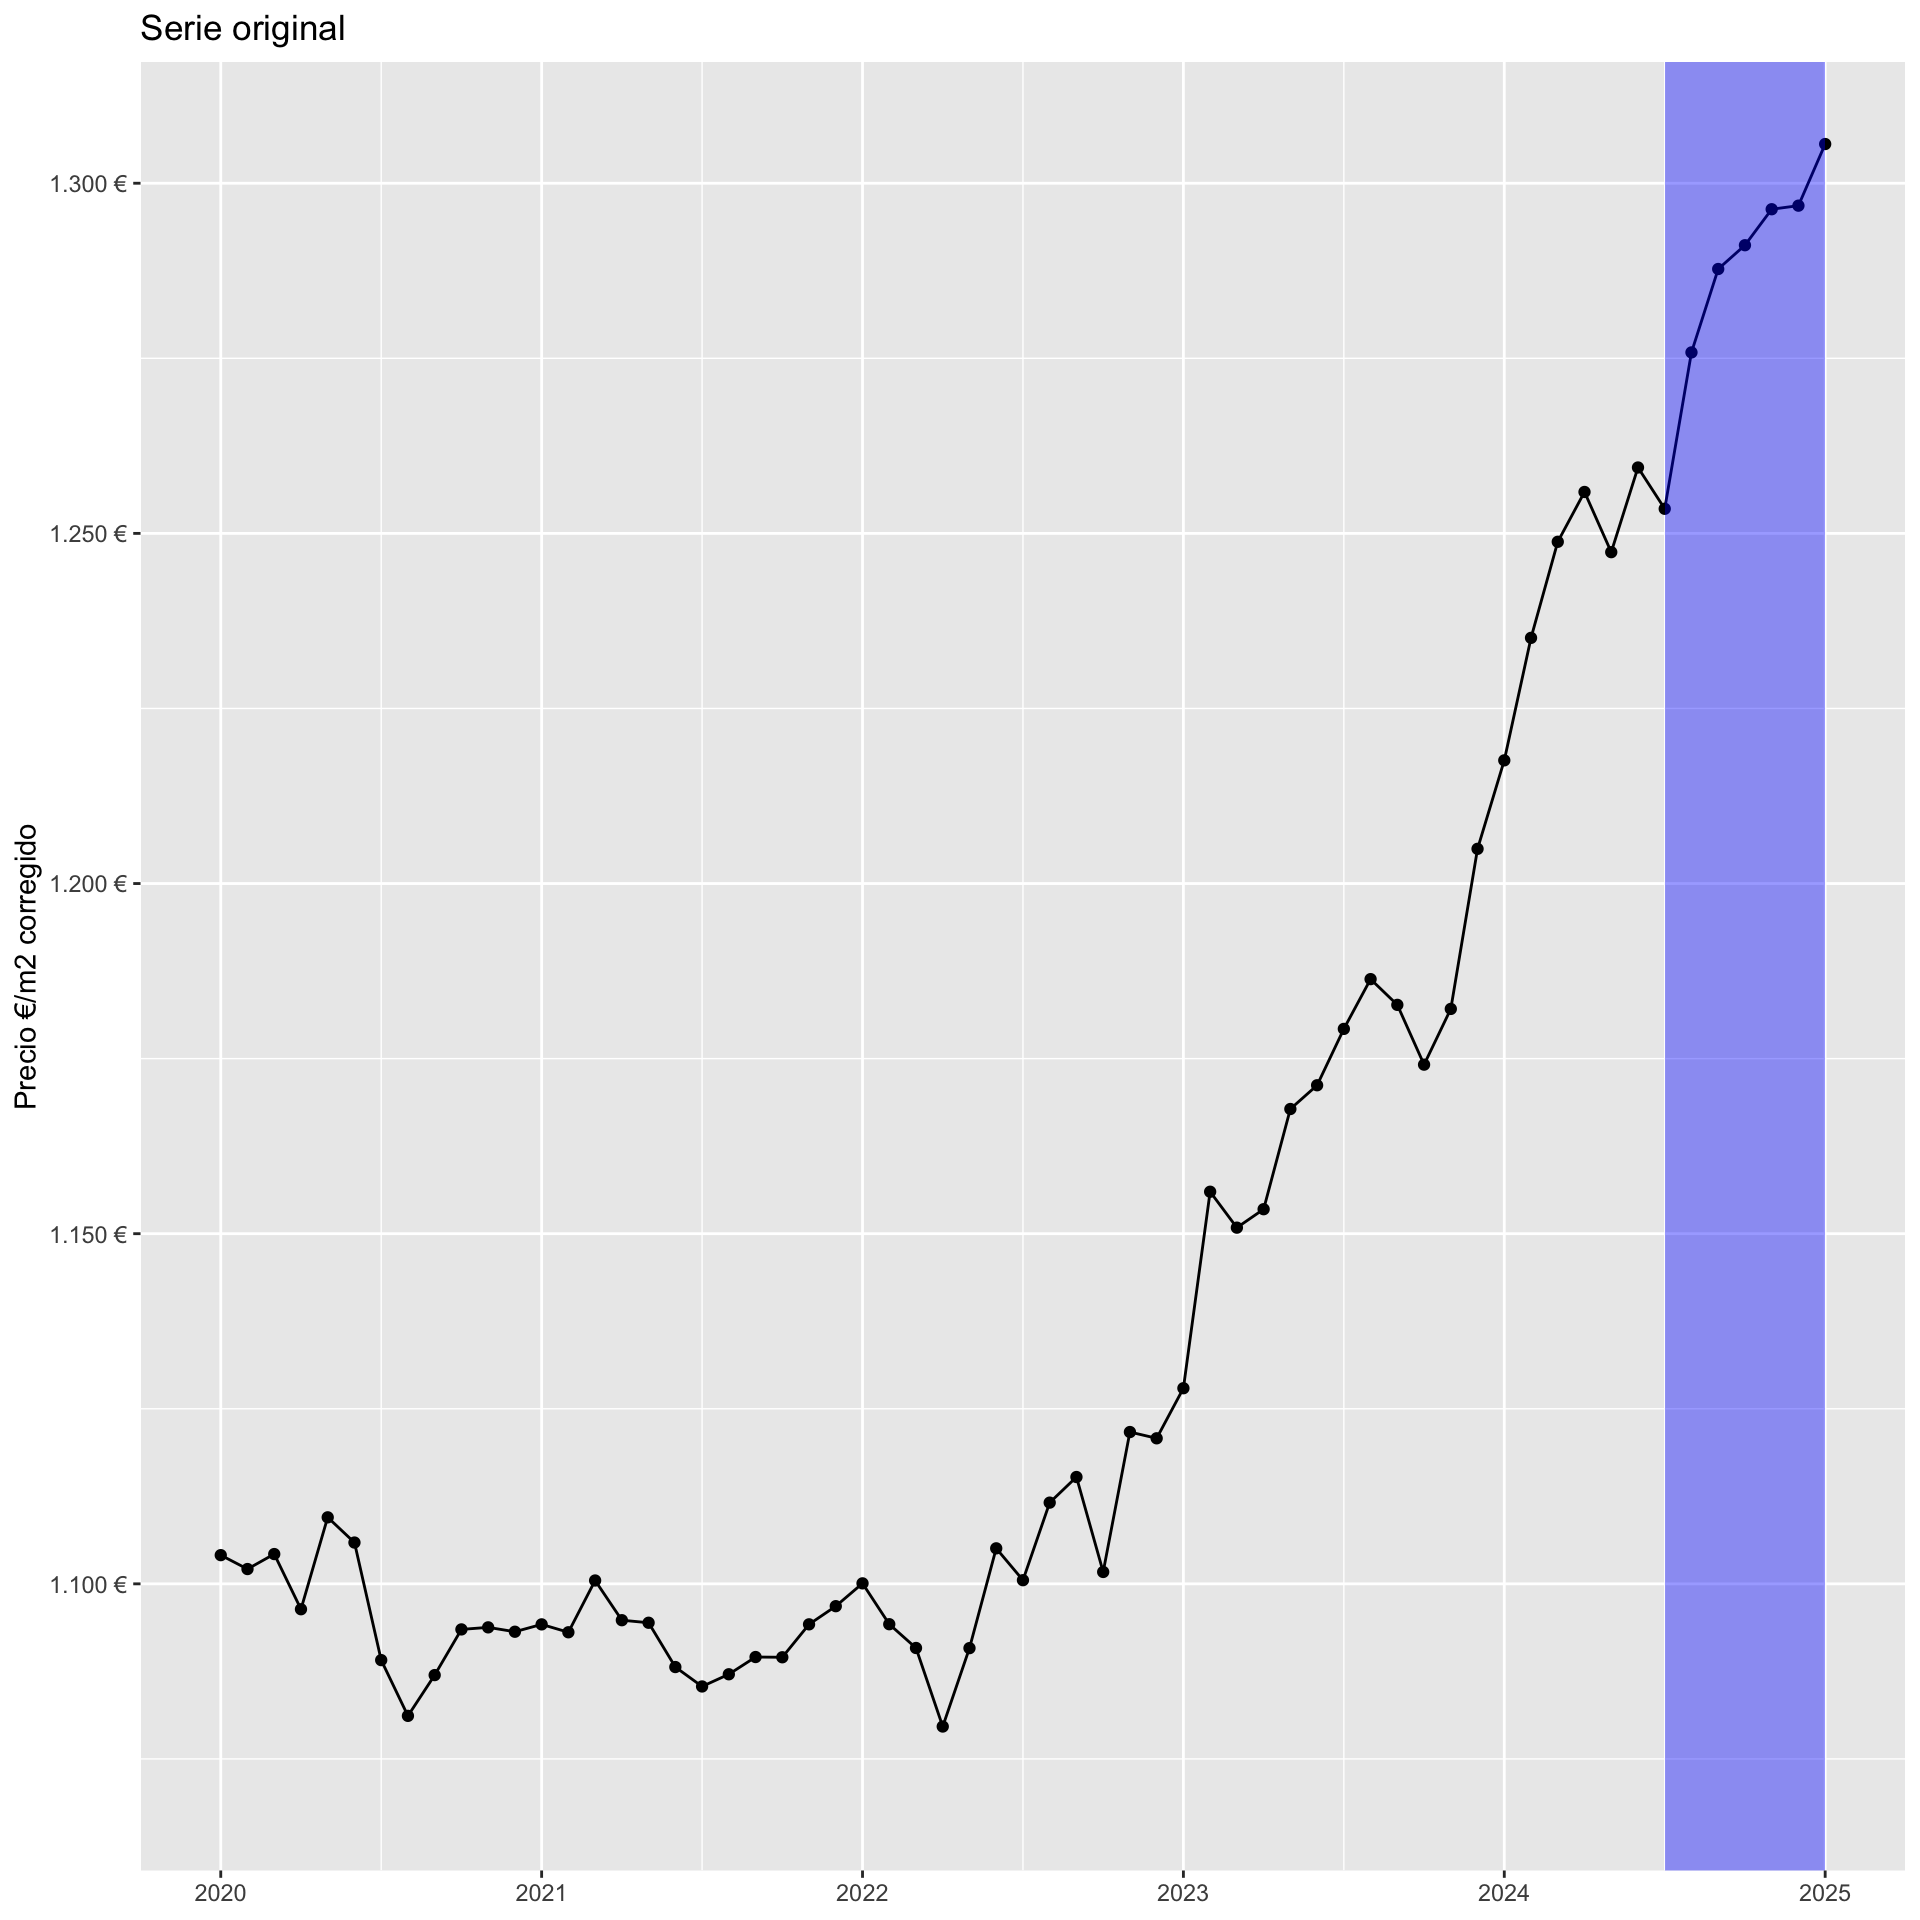 Serie original
Precio €/m2 corregido
1.300 €
1.250 €
1.200 €
1.150 €
1.100 €
2020 2021 2022 2023 2024 2025